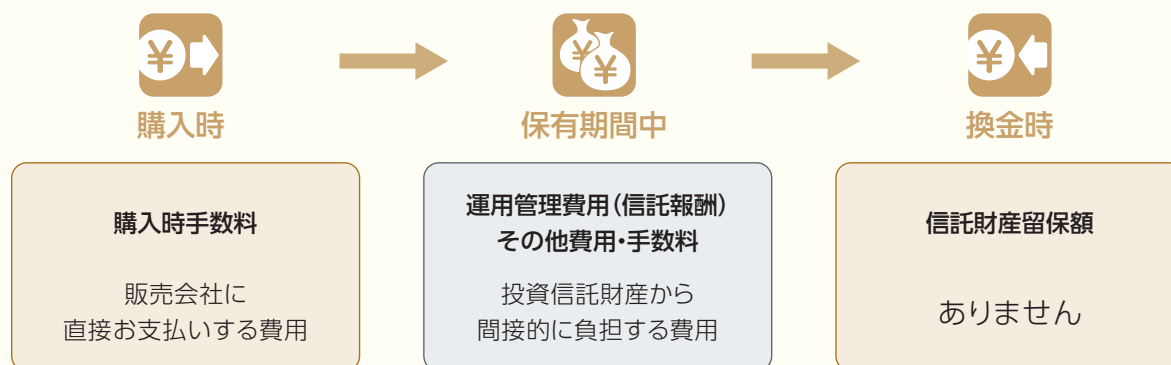 ¥
購入時
購入時手数料
販売会社に
直接お支払いする費用
¥
¥
保有期間中
運用管理費用(信託報酬)
その他費用・手数料
投資信託財産から
間接的に負担する費用
¥
換金時
信託財産留保額
ありません